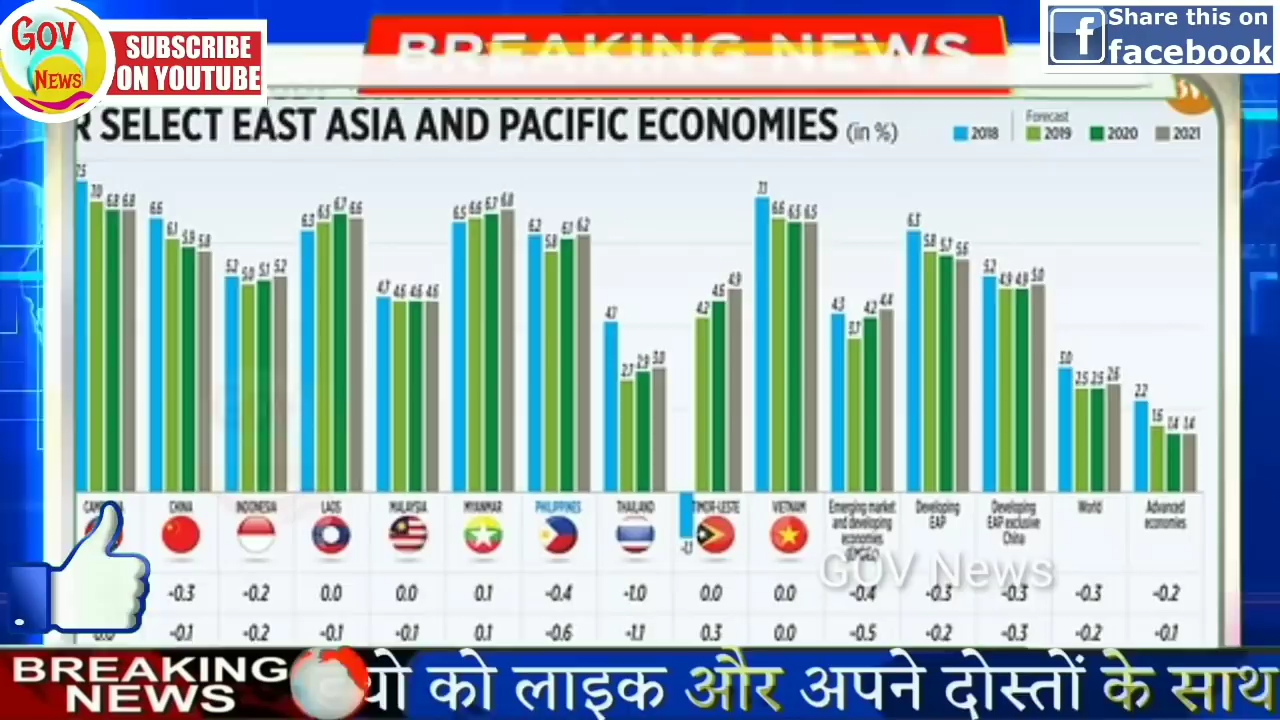 GOV
NEWS
SUBSCRIBE
ON YOUTUBE
BREAKING NEWS
Share this on
facebook
R SELECT EAST ASIA AND PACIFIC ECONOMIES (in %)
2018
Forecast
2019
2020
2021
7.5 7.0 6.8 6.8
6.6 6.1 5.9 5.8
5.2 5.0 5.1 5.2
6.3 6.5 6.7 6.6
4.7 4.6 4.6 4.6
6.5 6.6 6.7 6.8
6.2 5.8 6.1 6.2
4.1 2.7 2.9 3.0
4.2 4.6 4.9
7.1 6.6 6.5 6.5
4.3 3.7 4.2 4.4
6.3 5.8 5.7 5.6
5.2 4.9 4.9 5.0
3.0 2.5 2.5 2.6
2.2 1.6 1.4 1.4
CHINA
INDONESIA
LAOS
MALAYSIA
MYANMAR
PHILIPPINES
THAILAND
TIMOR-LESTE
VIETNAM
Emerging market
and developing
economies
Developing
EAP
Developing
EAP exclusive
China
World
Advanced
economies
GOV News
-0.3 -0.2 0.0 0.0 0.1 -0.4 -1.0 0.0 0.0 -0.4 -0.3 -0.3 -0.3 -0.2
0.0 -0.1 -0.2 -0.1 -0.1 0.1 -0.6 -1.1 0.3 0.0 -0.5 -0.2 -0.3 -0.2 -0.1
BREAKING
NEWS
यो को लाइक और अपने दोस्तों के साथ